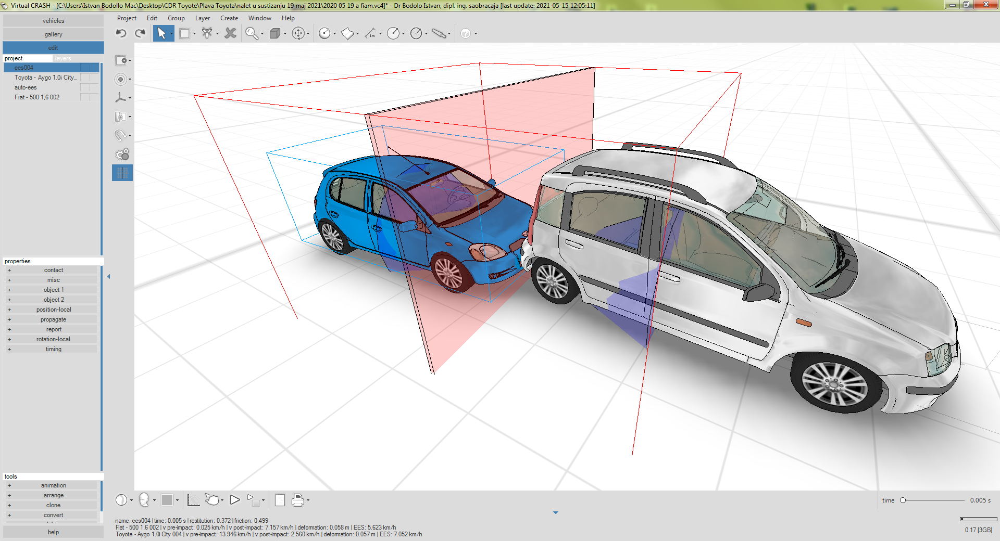 Virtual CRASH - [C:\Users\Istvan Bodollo Mac\Desktop\CDR Toyote\Plava Toyota\nalet u sustizanju 19 maj 2021\2020 05 19 a fiam.vc4]* - Dr Bodolo Istvan, dipl. ing. saobracaja [last update: 2021-05-15 12:05:11]
vehicles
gallery
edit
Project Edit Group Layer Create Window Help
project layers
ees004
Toyota - Aygo 1.0i City...
auto-ees
Fiat - 500 1,6 002
1m
properties
+ contact
+ misc
+ object 1
+ object 2
+ position-local
+ propagate
+ report
+ rotation-local
+ timing
tools
+ animation
+ arrange
+ clone
+ convert
help
time 0.005 s
name: ees004 | time: 0.005 s | restitution: 0.372 | friction: 0.499
Fiat - 500 1,6 002 | v pre-impact: 0.025 km/h | v post-impact: 7.157 km/h | deformation: 0.058 m | EES: 5.623 km/h
Toyota - Aygo 1.0i City 004 | v pre-impact: 13.946 km/h | v post-impact: 2.560 km/h | deformation: 0.057 m | EES: 7.052 km/h
0.17 [3GB]